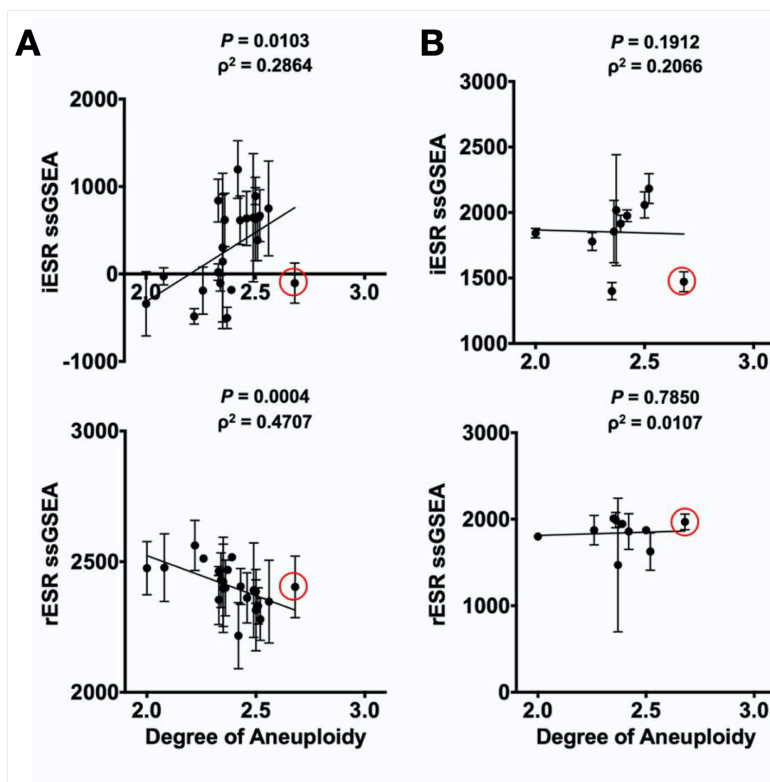 A
P = 0.0103
ρ² = 0.2864
2000
1000
0
-1000
iESR ssGSEA
2.0
2.5
3.0
B
P = 0.1912
ρ² = 0.2066
3000
2500
2000
1500
1000
iESR ssGSEA
2.0
2.5
3.0
P = 0.0004
ρ² = 0.4707
3000
2500
2000
rESR ssGSEA
2.0
2.5
3.0
Degree of Aneuploidy
P = 0.7850
ρ² = 0.0107
3000
2000
1000
0
rESR ssGSEA
2.0
2.5
3.0
Degree of Aneuploidy